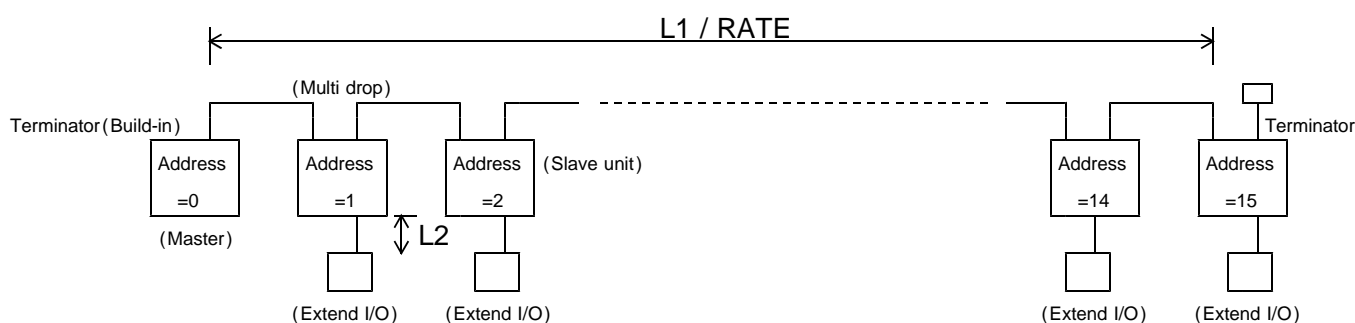 L1 / RATE
(Multi drop)
Terminator(Build-in)
Terminator
Address
=0
Address
=1
Address
=2
(Slave unit)
Address
=14
Address
=15
(Master)
L2
(Extend I/O)
(Extend I/O)
(Extend I/O)
(Extend I/O)